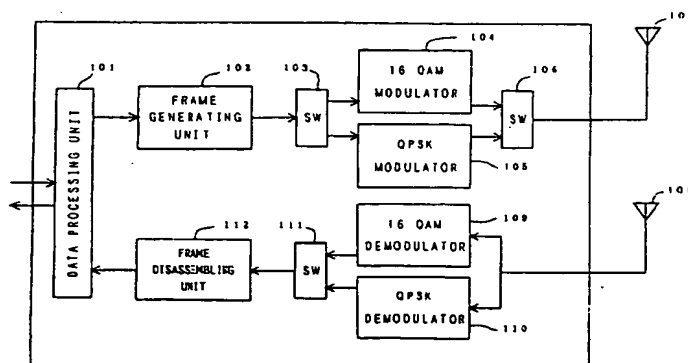 101
102
103
104
106
DATA PROCESSING UNIT
FRAME
GENERATING
UNIT
SW
16 QAM
MODULATOR
SW
QPSK
MODULATOR
105
112
111
109
FRAME
DISASSEMBLING
UNIT
SW
16 QAM
DEMODULATOR
QPSK
DEMODULATOR
110